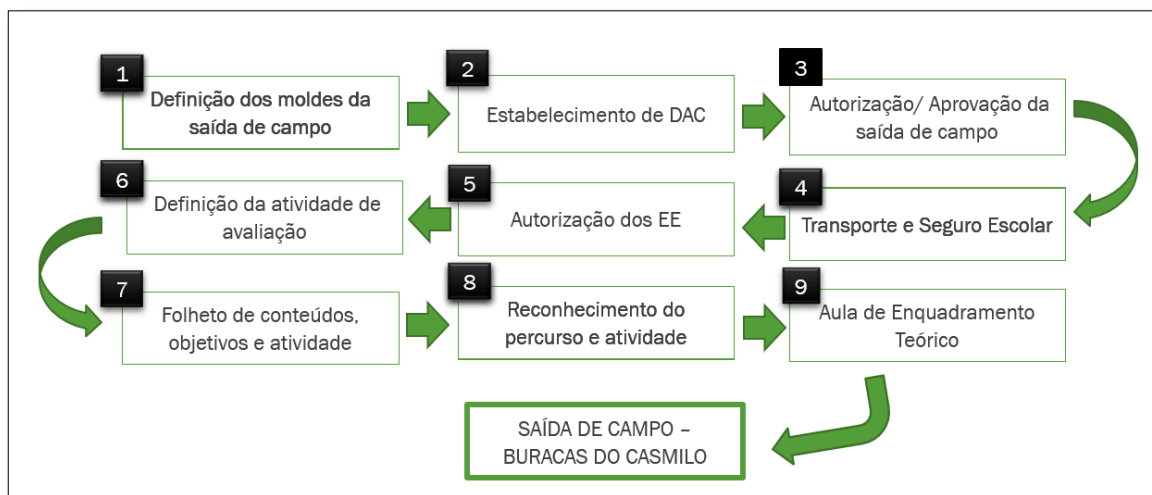 1
Definição dos moldes da
saída de campo
2
Estabelecimento de DAC
3
Autorização/ Aprovação da
saída de campo
4
Transporte e Seguro Escolar
5
Autorização dos EE
6
Definição da atividade de
avaliação
7
Folheto de conteúdos,
objetivos e atividade
8
Reconhecimento do
percurso e atividade
9
Aula de Enquadramento
Teórico
SAÍDA DE CAMPO –
BURACAS DO CASMILO